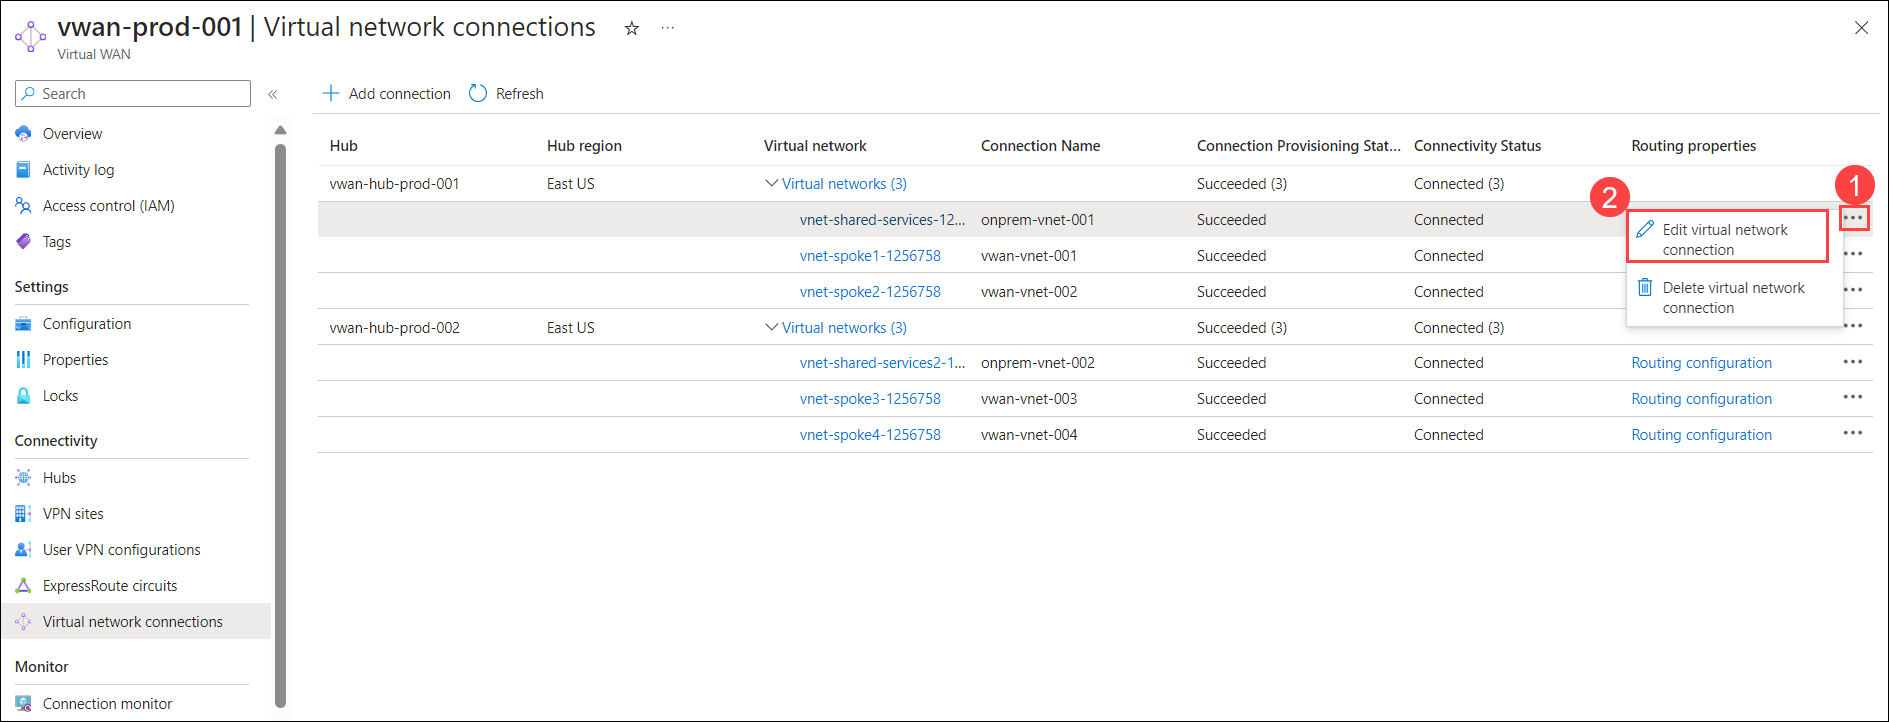 vwan-prod-001 | Virtual network connections ☆ ···
Virtual WAN
Search
«
Add connection
Refresh
Overview
Activity log
Access control (IAM)
Tags
Settings
Configuration
Properties
Locks
Connectivity
Hubs
VPN sites
User VPN configurations
ExpressRoute circuits
Virtual network connections
Monitor
Connection monitor
Hub Hub region Virtual network Connection Name Connection Provisioning Stat... Connectivity Status Routing properties
vwan-hub-prod-001 East US Virtual networks (3) Succeeded (3) Connected (3)
1
2
vnet-shared-services-12... onprem-vnet-001 Succeeded Connected ···
Edit virtual network
connection
vnet-spoke1-1256758 vwan-vnet-001 Succeeded Connected ···
Delete virtual network
connection
vnet-spoke2-1256758 vwan-vnet-002 Succeeded Connected ···
vwan-hub-prod-002 East US Virtual networks (3) Succeeded (3) Connected (3) ···
vnet-shared-services2-1... onprem-vnet-002 Succeeded Connected Routing configuration ···
vnet-spoke3-1256758 vwan-vnet-003 Succeeded Connected Routing configuration ···
vnet-spoke4-1256758 vwan-vnet-004 Succeeded Connected Routing configuration ···